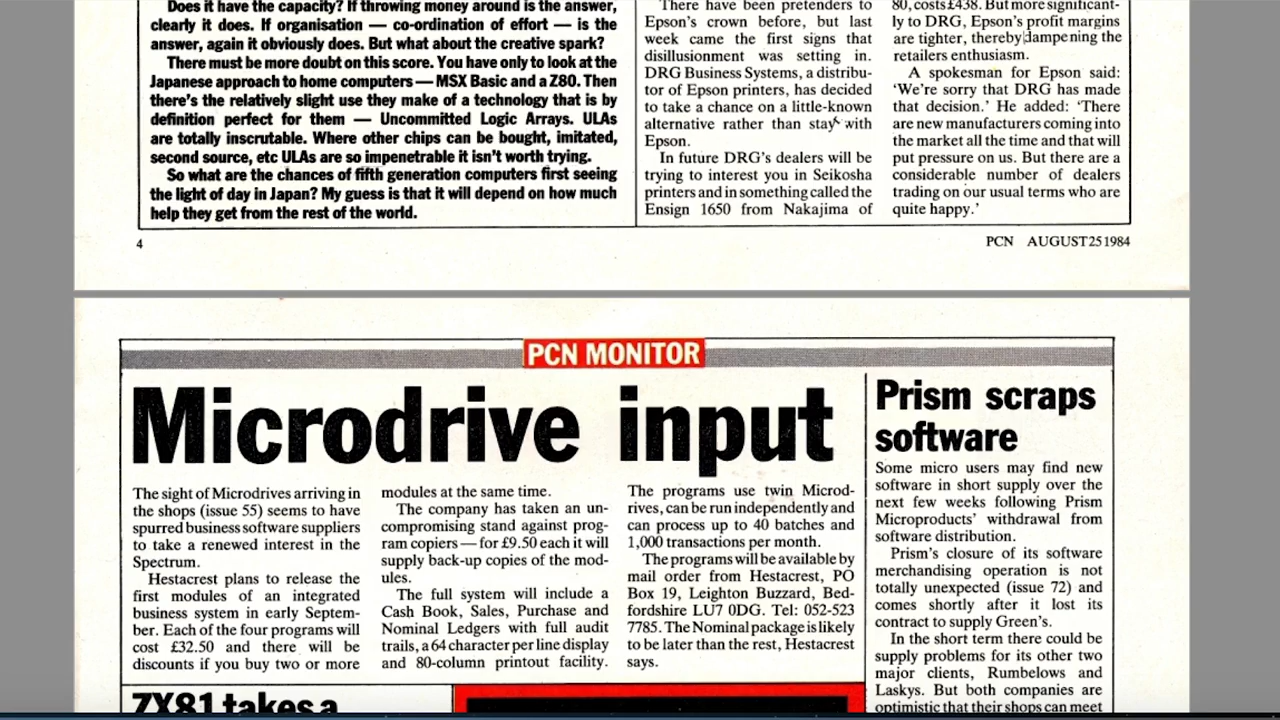 Does it have the capacity? If throwing money around is the answer,
clearly it does. If organisation — co-ordination of effort — is the
answer, again it obviously does. But what about the creative spark?
There must be more doubt on this score. You have only to look at the
Japanese approach to home computers — MSX Basic and a Z80. Then
there's the relatively slight use they make of a technology that is by
definition perfect for them — Uncommitted Logic Arrays. ULAs
are totally inscrutable. Where other chips can be bought, imitated,
second source, etc ULAs are so impenetrable it isn't worth trying.
So what are the chances of fifth generation computers first seeing
the light of day in Japan? My guess is that it will depend on how much
help they get from the rest of the world.
There have been pretenders to
Epson's crown before, but last
week came the first signs that
disillusionment was setting in.
DRG Business Systems, a distribu-
tor of Epson printers, has decided
to take a chance on a little-known
alternative rather than stay with
Epson.
In future DRG's dealers will be
trying to interest you in Seikosha
printers and in something called the
Ensign 1650 from Nakajima of
80, costs £438. But more significant-
ly to DRG, Epson's profit margins
are tighter, thereby dampening the
retailers enthusiasm.
A spokesman for Epson said:
‘We're sorry that DRG has made
that decision.’ He added: ‘There
are new manufacturers coming into
the market all the time and that will
put pressure on us. But there are a
considerable number of dealers
trading on our usual terms who are
quite happy.’
4
PCN AUGUST 25 1984
PCN MONITOR
Microdrive input
The sight of Microdrives arriving in
the shops (issue 55) seems to have
spurred business software suppliers
to take a renewed interest in the
Spectrum.
Hestacrest plans to release the
first modules of an integrated
business system in early Septem-
ber. Each of the four programs will
cost £32.50 and there will be
discounts if you buy two or more
modules at the same time.
The company has taken an un-
compromising stand against prog-
ram copiers — for £9.50 each it will
supply back-up copies of the mod-
ules.
The full system will include a
Cash Book, Sales, Purchase and
Nominal Ledgers with full audit
trails, a 64 character per line display
and 80-column printout facility.
The programs use twin Microd-
rives, can be run independently and
can process up to 40 batches and
1,000 transactions per month.
The programs will be available by
mail order from Hestacrest, PO
Box 19, Leighton Buzzard, Bed-
fordshire LU7 0DG. Tel: 052-523
7785. The Nominal package is likely
to be later than the rest, Hestacrest
says.
Prism scraps
software
Some micro users may find new
software in short supply over the
next few weeks following Prism
Microproducts' withdrawal from
software distribution.
Prism's closure of its software
merchandising operation is not
totally unexpected (issue 72) and
comes shortly after it lost its
contract to supply Green's.
In the short term there could be
supply problems for its other two
major clients, Rumbelows and
Laskys. But both companies are
optimistic that their shops can meet
ZX81 takes a